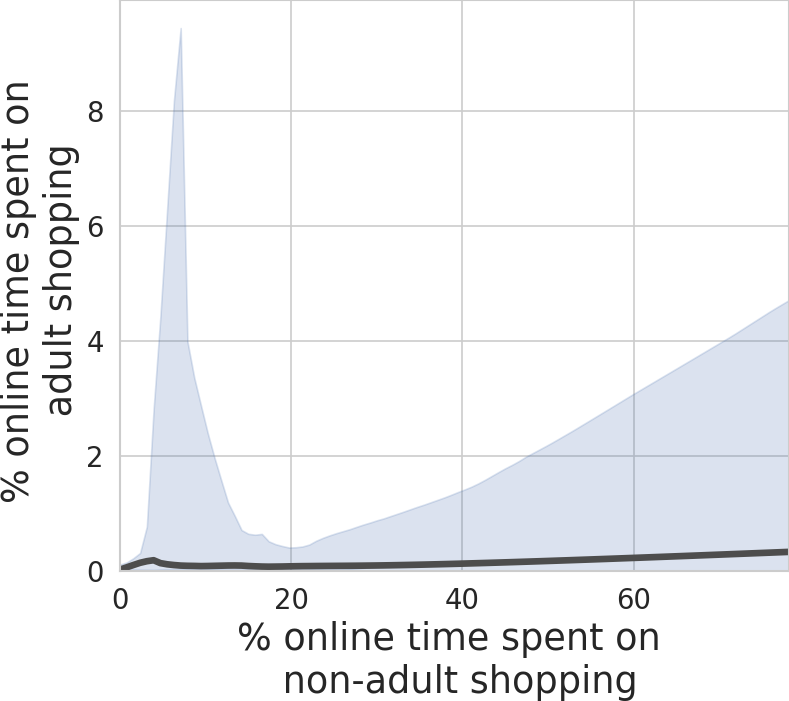 % online time spent on
adult shopping
8
6
4
2
0
0 20 40 60
% online time spent on
non-adult shopping